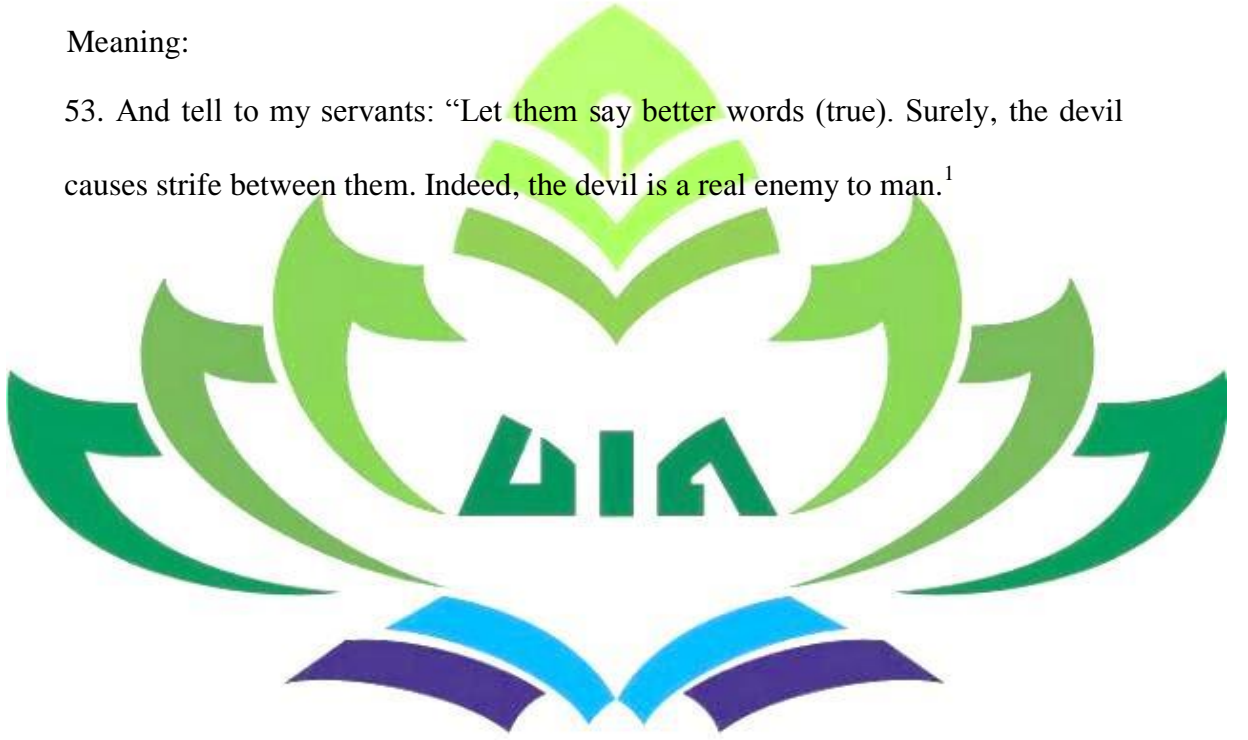 Meaning:
53. And tell to my servants: “Let them say better words (true). Surely, the devil
causes strife between them. Indeed, the devil is a real enemy to man.¹